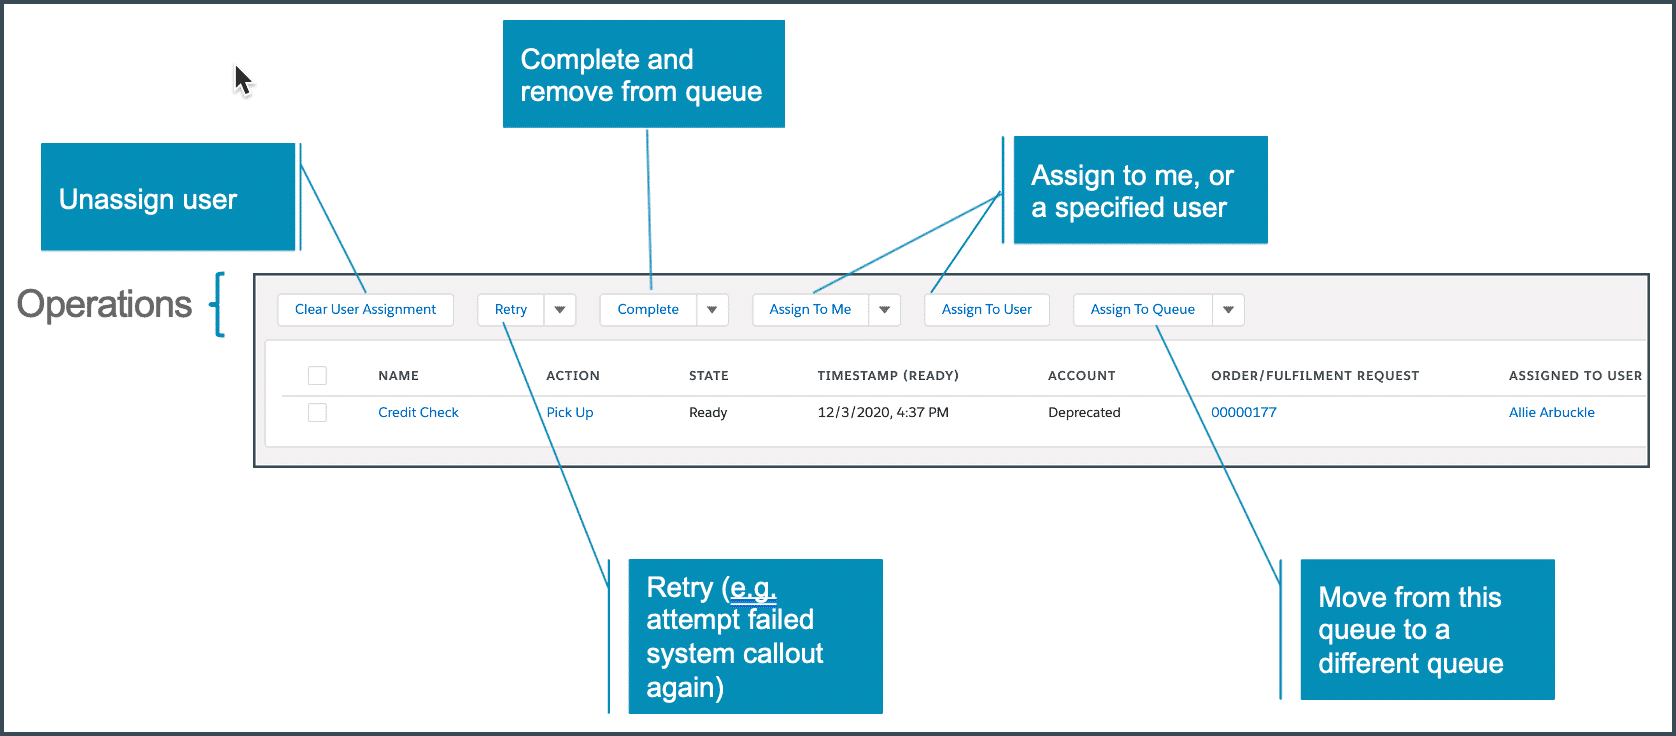 Complete and
remove from queue
Unassign user
Assign to me, or
a specified user
Operations
Clear User Assignment
Retry
Complete
Assign To Me
Assign To User
Assign To Queue
NAME ACTION STATE TIMESTAMP (READY) ACCOUNT ORDER/FULFILMENT REQUEST ASSIGNED TO USER
Credit Check Pick Up Ready 12/3/2020, 4:37 PM Deprecated 00000177 Allie Arbuckle
Retry (e.g.
attempt failed
system callout
again)
Move from this
queue to a
different queue